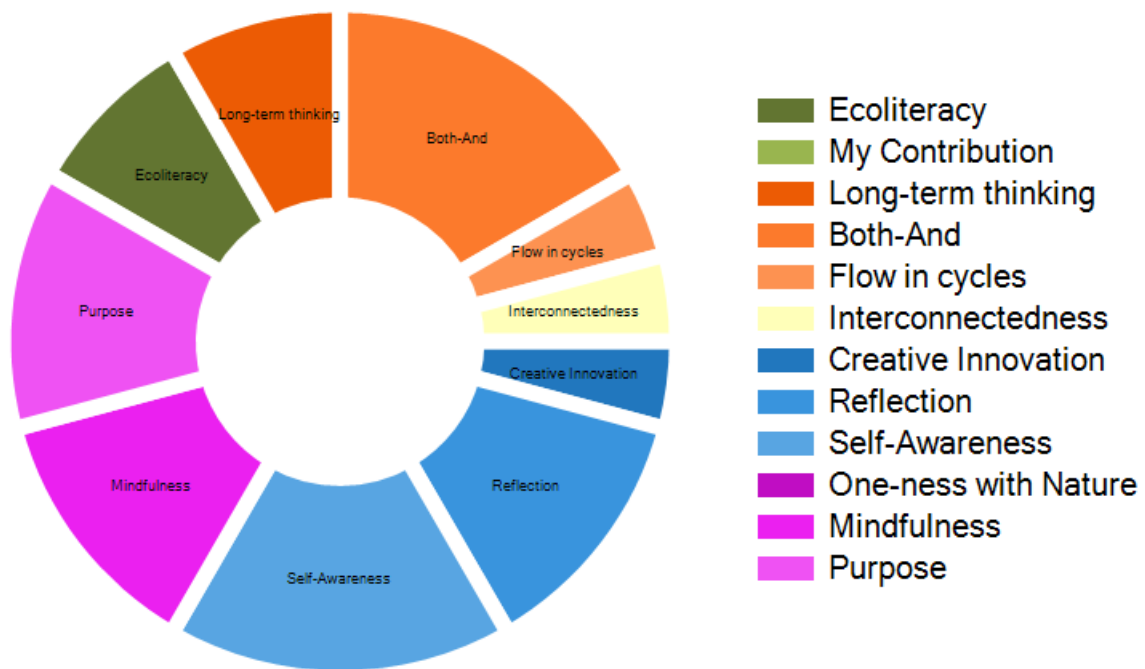 Long-term thinking
Both-And
Ecoliteracy
Flow in cycles
Purpose
Interconnectedness
Creative Innovation
Mindfulness
Reflection
Self-Awareness
Ecoliteracy
My Contribution
Long-term thinking
Both-And
Flow in cycles
Interconnectedness
Creative Innovation
Reflection
Self-Awareness
One-ness with Nature
Mindfulness
Purpose